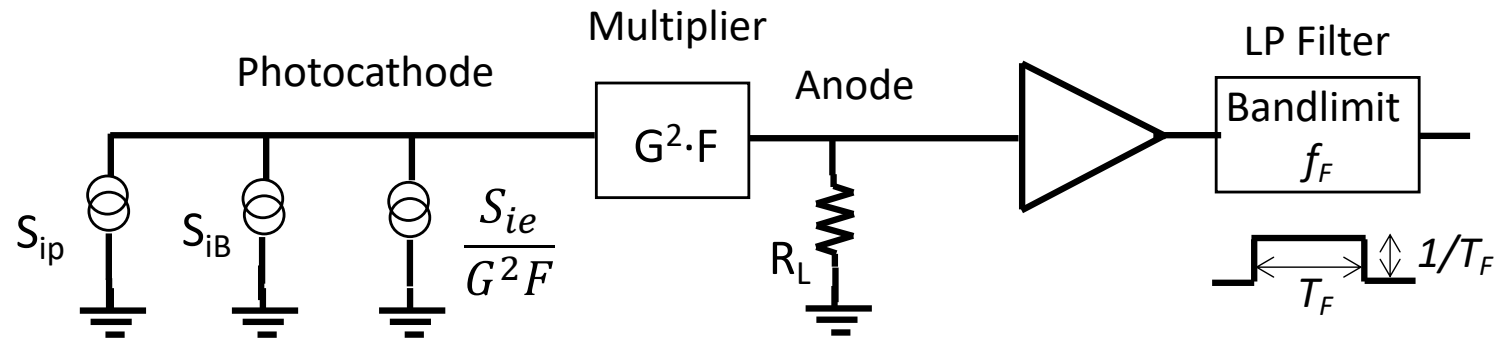 Multiplier
LP Filter
Photocathode
Anode
Bandlimit
f_F
G²·F
S_ip
S_iB
S_ie
G²F
R_L
1/T_F
T_F